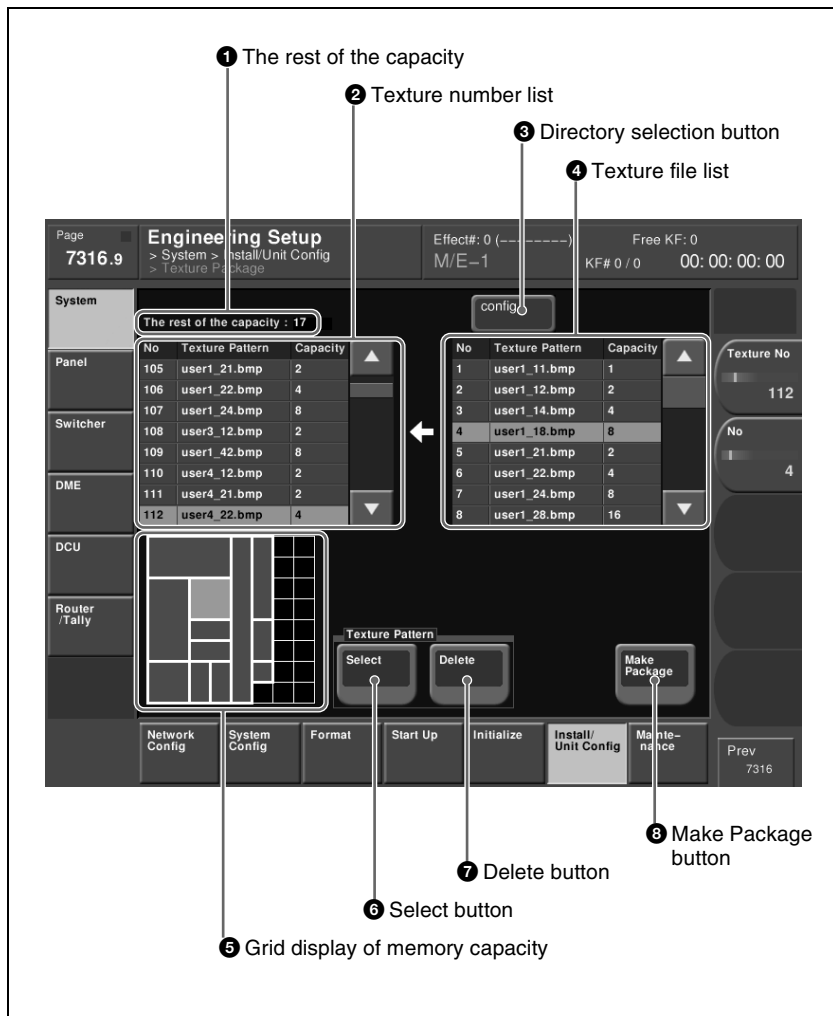 ❶ The rest of the capacity
❷ Texture number list
❸ Directory selection button
❹ Texture file list
Page
7316.9
Engineering Setup
> System > Install/Unit Config
> Texture Package
Effect#: 0 (--------)
Free KF: 0
M/E-1
KF# 0 / 0
00: 00: 00: 00
System
Panel
Switcher
DME
DCU
Router
/Tally
The rest of the capacity : 17
config
No Texture Pattern Capacity
105 user1_21.bmp 2
106 user1_22.bmp 4
107 user1_24.bmp 8
108 user3_12.bmp 2
109 user1_42.bmp 8
110 user4_12.bmp 2
111 user4_21.bmp 2
112 user4_22.bmp 4
No Texture Pattern Capacity
1 user1_11.bmp 1
2 user1_12.bmp 2
3 user1_14.bmp 4
4 user1_18.bmp 8
5 user1_21.bmp 2
6 user1_22.bmp 4
7 user1_24.bmp 8
8 user1_28.bmp 16
Texture No
112
No
4
Texture Pattern
Select
Delete
Make
Package
Network
Config
System
Config
Format
Start Up
Initialize
Install/
Unit Config
Mainte-
nance
Prev
7316
❽ Make Package
button
❼ Delete button
❻ Select button
❺ Grid display of memory capacity